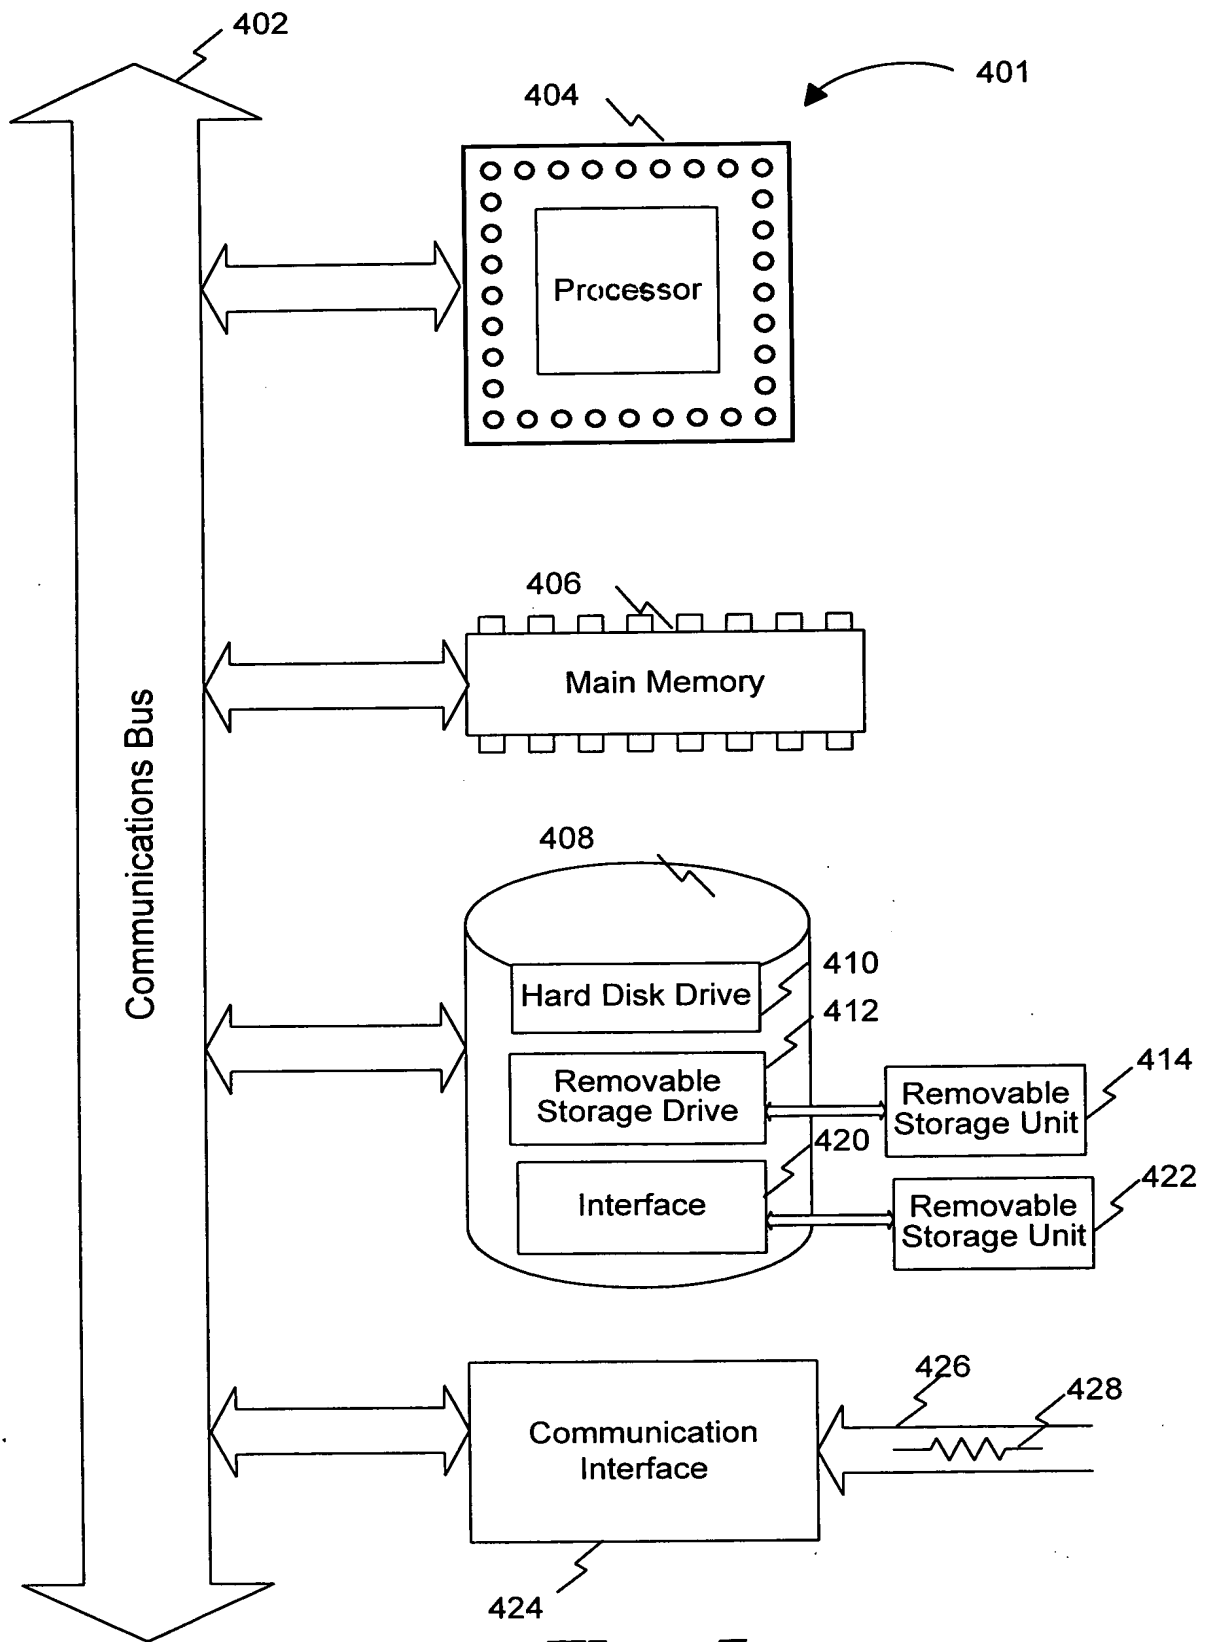 402
401
404
Processor
406
Main Memory
Communications Bus
408
410
Hard Disk Drive
412
Removable
Storage Drive
414
Removable
Storage Unit
420
Interface
422
Removable
Storage Unit
426
428
Communication
Interface
424